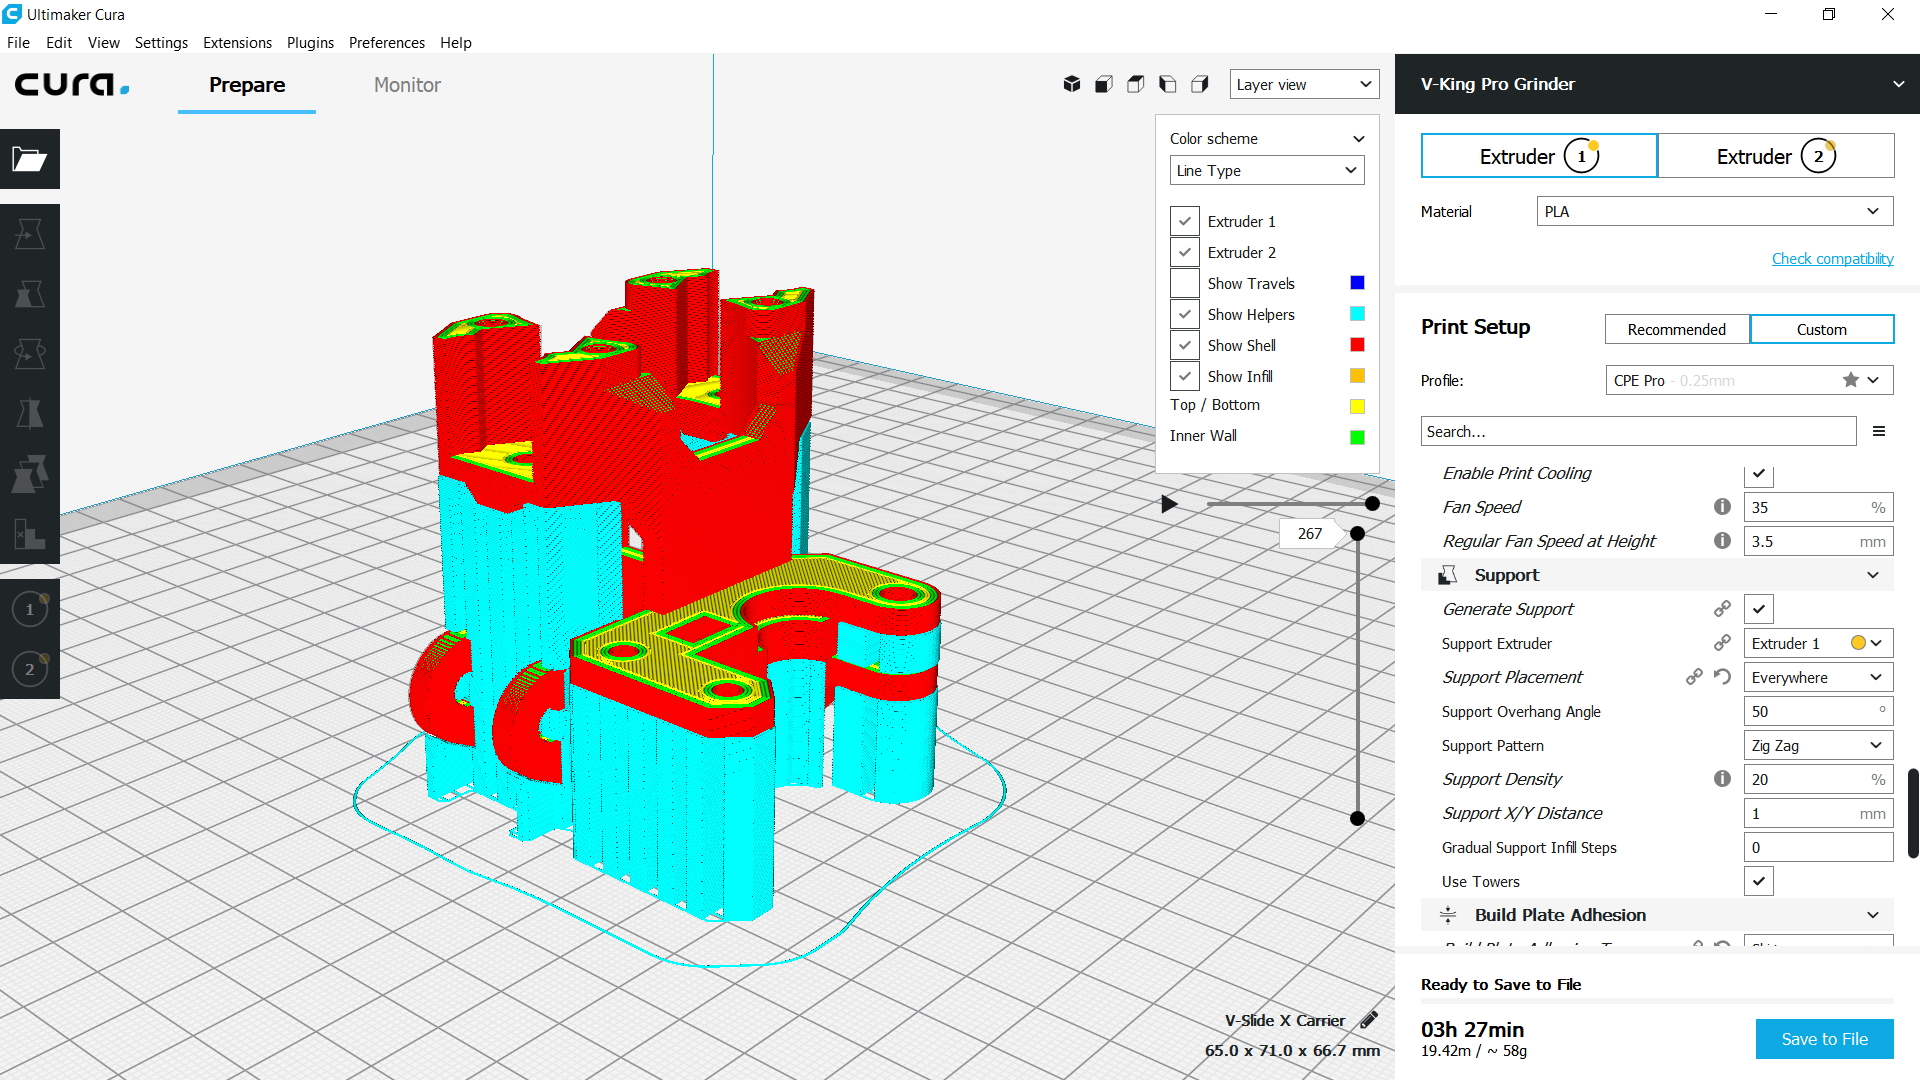 Ultimaker Cura
File Edit View Settings Extensions Plugins Preferences Help
cura.
Prepare Monitor
Layer view
V-King Pro Grinder
Color scheme
Line Type
Extruder 1
Extruder 2
Show Travels
Show Helpers
Show Shell
Show Infill
Top / Bottom
Inner Wall
267
1
2
Extruder 1 Extruder 2
Material PLA
Check compatibility
Print Setup Recommended Custom
Profile: CPE Pro - 0.25mm
Search...
Enable Print Cooling
Fan Speed 35 %
Regular Fan Speed at Height 3.5 mm
Support
Generate Support
Support Extruder Extruder 1
Support Placement Everywhere
Support Overhang Angle 50 °
Support Pattern Zig Zag
Support Density 20 %
Support X/Y Distance 1 mm
Gradual Support Infill Steps 0
Use Towers
Build Plate Adhesion
Ready to Save to File
03h 27min
19.42m / ~ 58g
Save to File
V-Slide X Carrier
65.0 x 71.0 x 66.7 mm